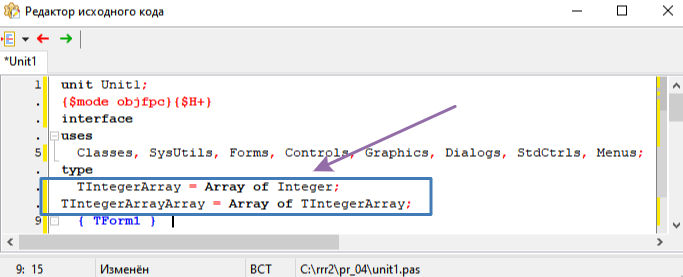 Редактор исходного кода
*Unit1
1 unit Unit1;
. {$mode objfpc}{$H+}
. interface
. uses
5 Classes, SysUtils, Forms, Controls, Graphics, Dialogs, StdCtrls, Menus;
. type
. TIntegerArray = Array of Integer;
. TIntegerArrayArray = Array of TIntegerArray;
9 { TForm1 }
9: 15 Изменён ВСТ C:\rrr2\pr_04\unit1.pas